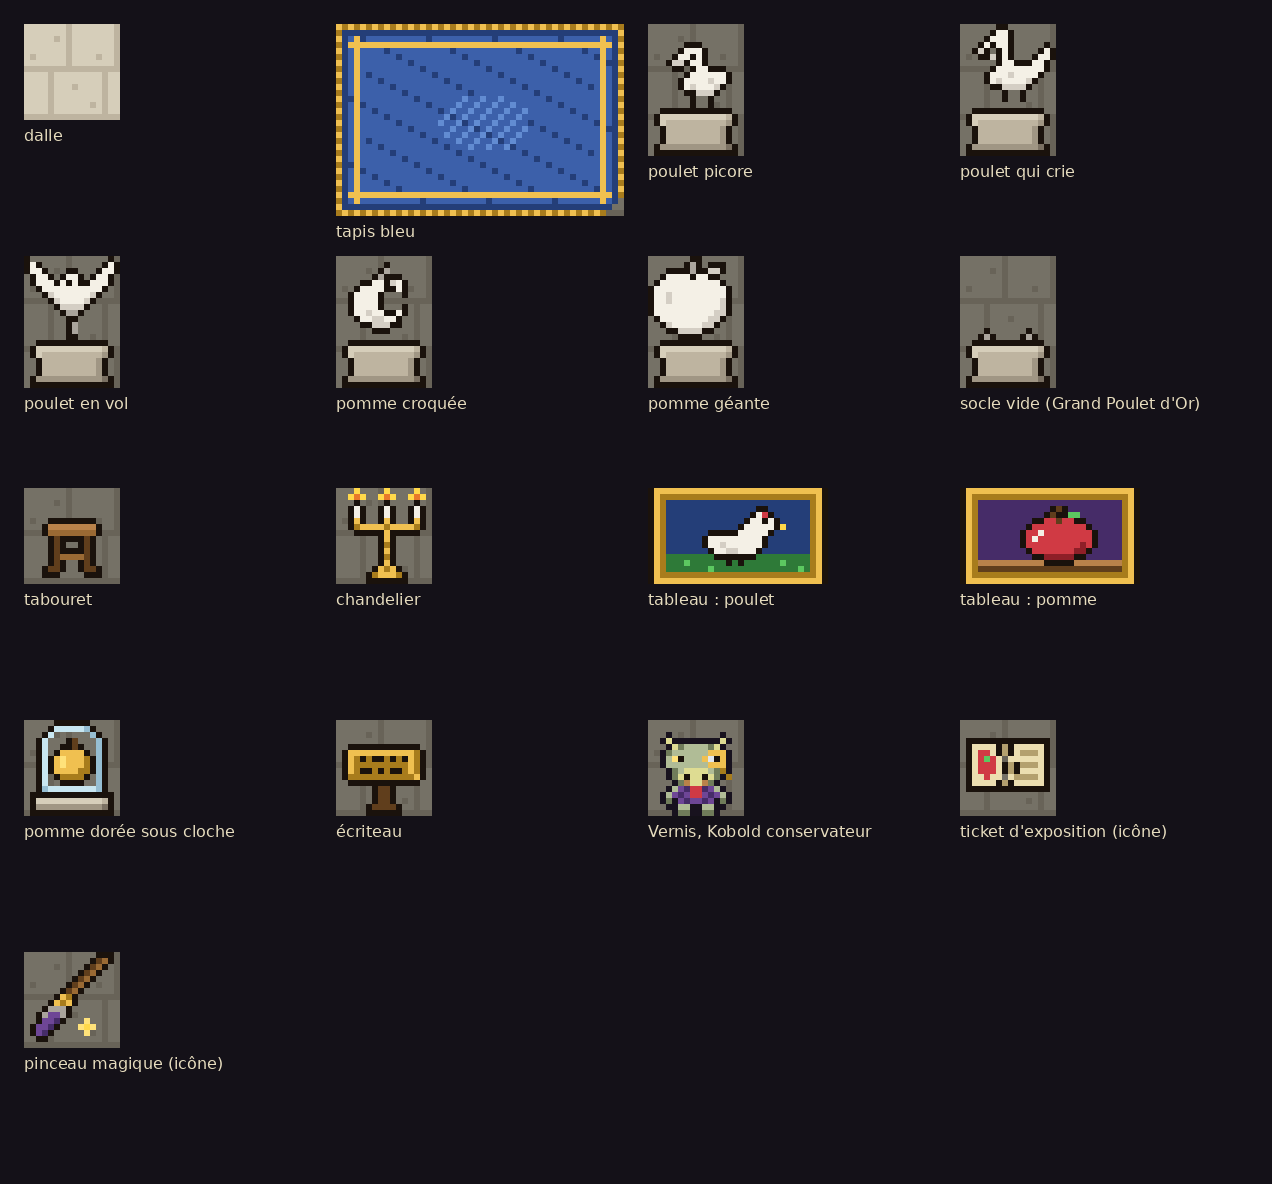 dalle
tapis bleu
poulet picore
poulet qui crie
poulet en vol
pomme croquée
pomme géante
socle vide (Grand Poulet d'Or)
tabouret
chandelier
tableau : poulet
tableau : pomme
pomme dorée sous cloche
écriteau
Vernis, Kobold conservateur
ticket d'exposition (icône)
pinceau magique (icône)